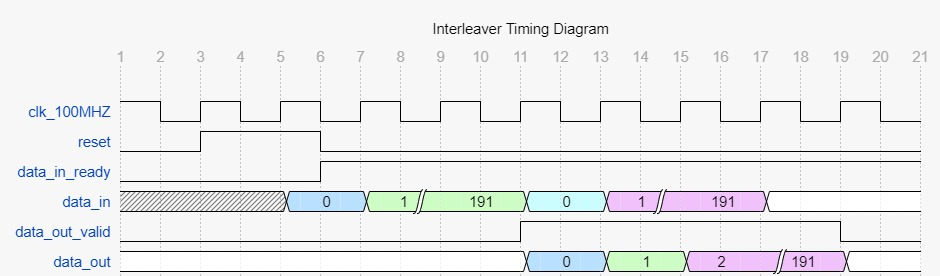 Interleaver Timing Diagram
1 2 3 4 5 6 7 8 9 10 11 12 13 14 15 16 17 18 19 20 21
clk_100MHZ
reset
data_in_ready
data_in 0 1 191 0 1 191
data_out_valid
data_out 0 1 2 191